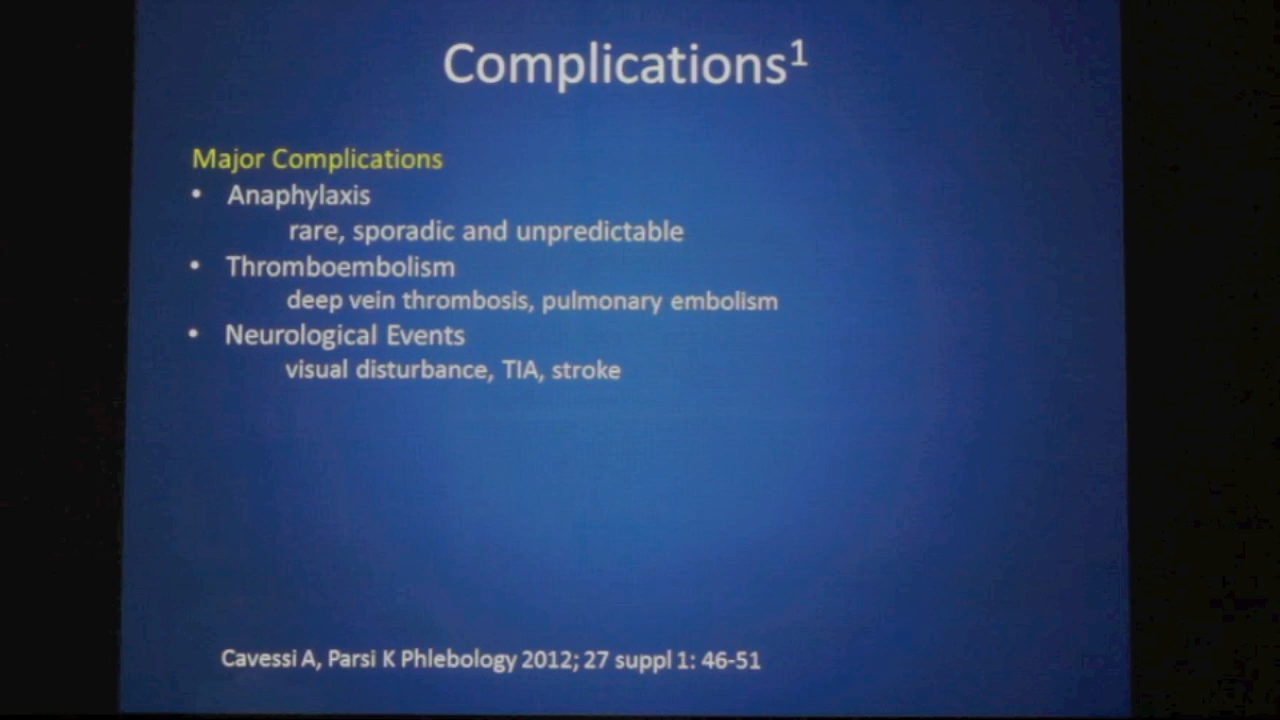 Complications¹
Major Complications
• Anaphylaxis
rare, sporadic and unpredictable
• Thromboembolism
deep vein thrombosis, pulmonary embolism
• Neurological Events
visual disturbance, TIA, stroke
Cavessi A, Parsi K Phlebology 2012; 27 suppl 1: 46-51